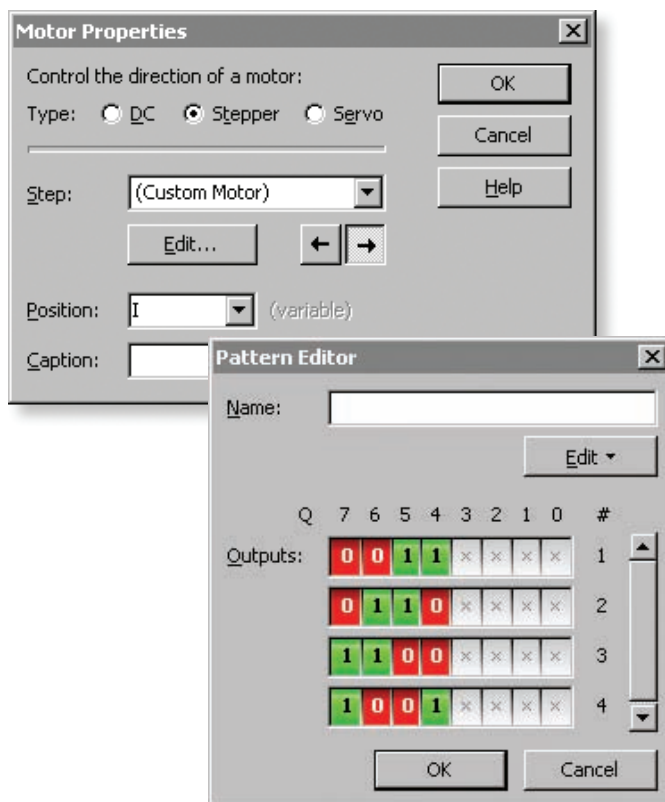 Motor Properties
Control the direction of a motor:
Type: DC Stepper Servo
Step: (Custom Motor)
Edit...
Position: I (variable)
Caption:
OK
Cancel
Help
Pattern Editor
Name:
Edit
Q 7 6 5 4 3 2 1 0 #
Outputs: 0 0 1 1 × × × × 1
0 1 1 0 × × × × 2
1 1 0 0 × × × × 3
1 0 0 1 × × × × 4
OK Cancel